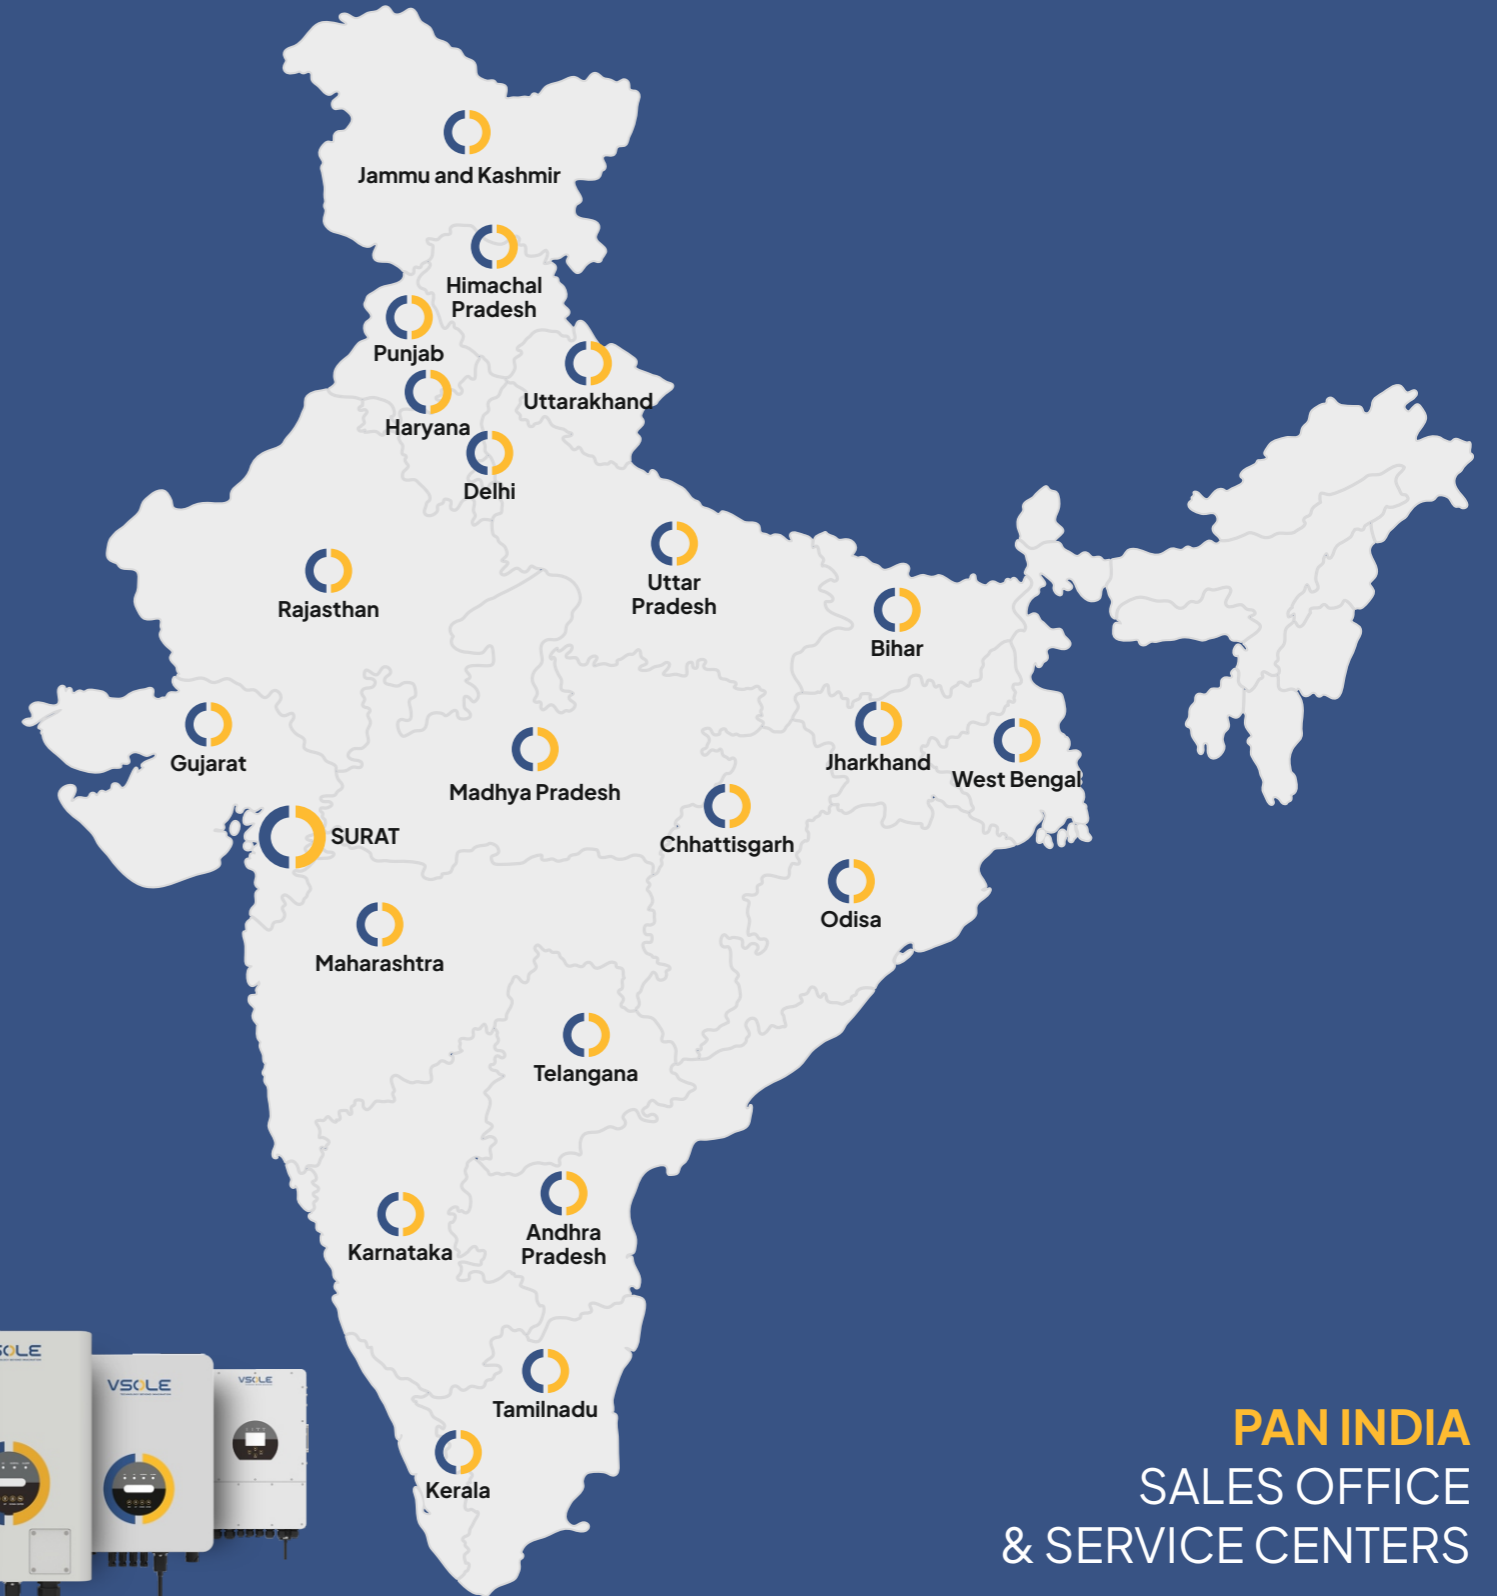 Jammu and Kashmir
Himachal
Pradesh
Punjab
Uttarakhand
Haryana
Delhi
Uttar
Pradesh
Rajasthan
Bihar
Gujarat
Jharkhand
West Bengal
Madhya Pradesh
Chhattisgarh
SURAT
Odisa
Maharashtra
Telangana
Andhra
Pradesh
Karnataka
Tamilnadu
Kerala
SOLE
VSOLE
VSOLE
PAN INDIA
SALES OFFICE
& SERVICE CENTERS